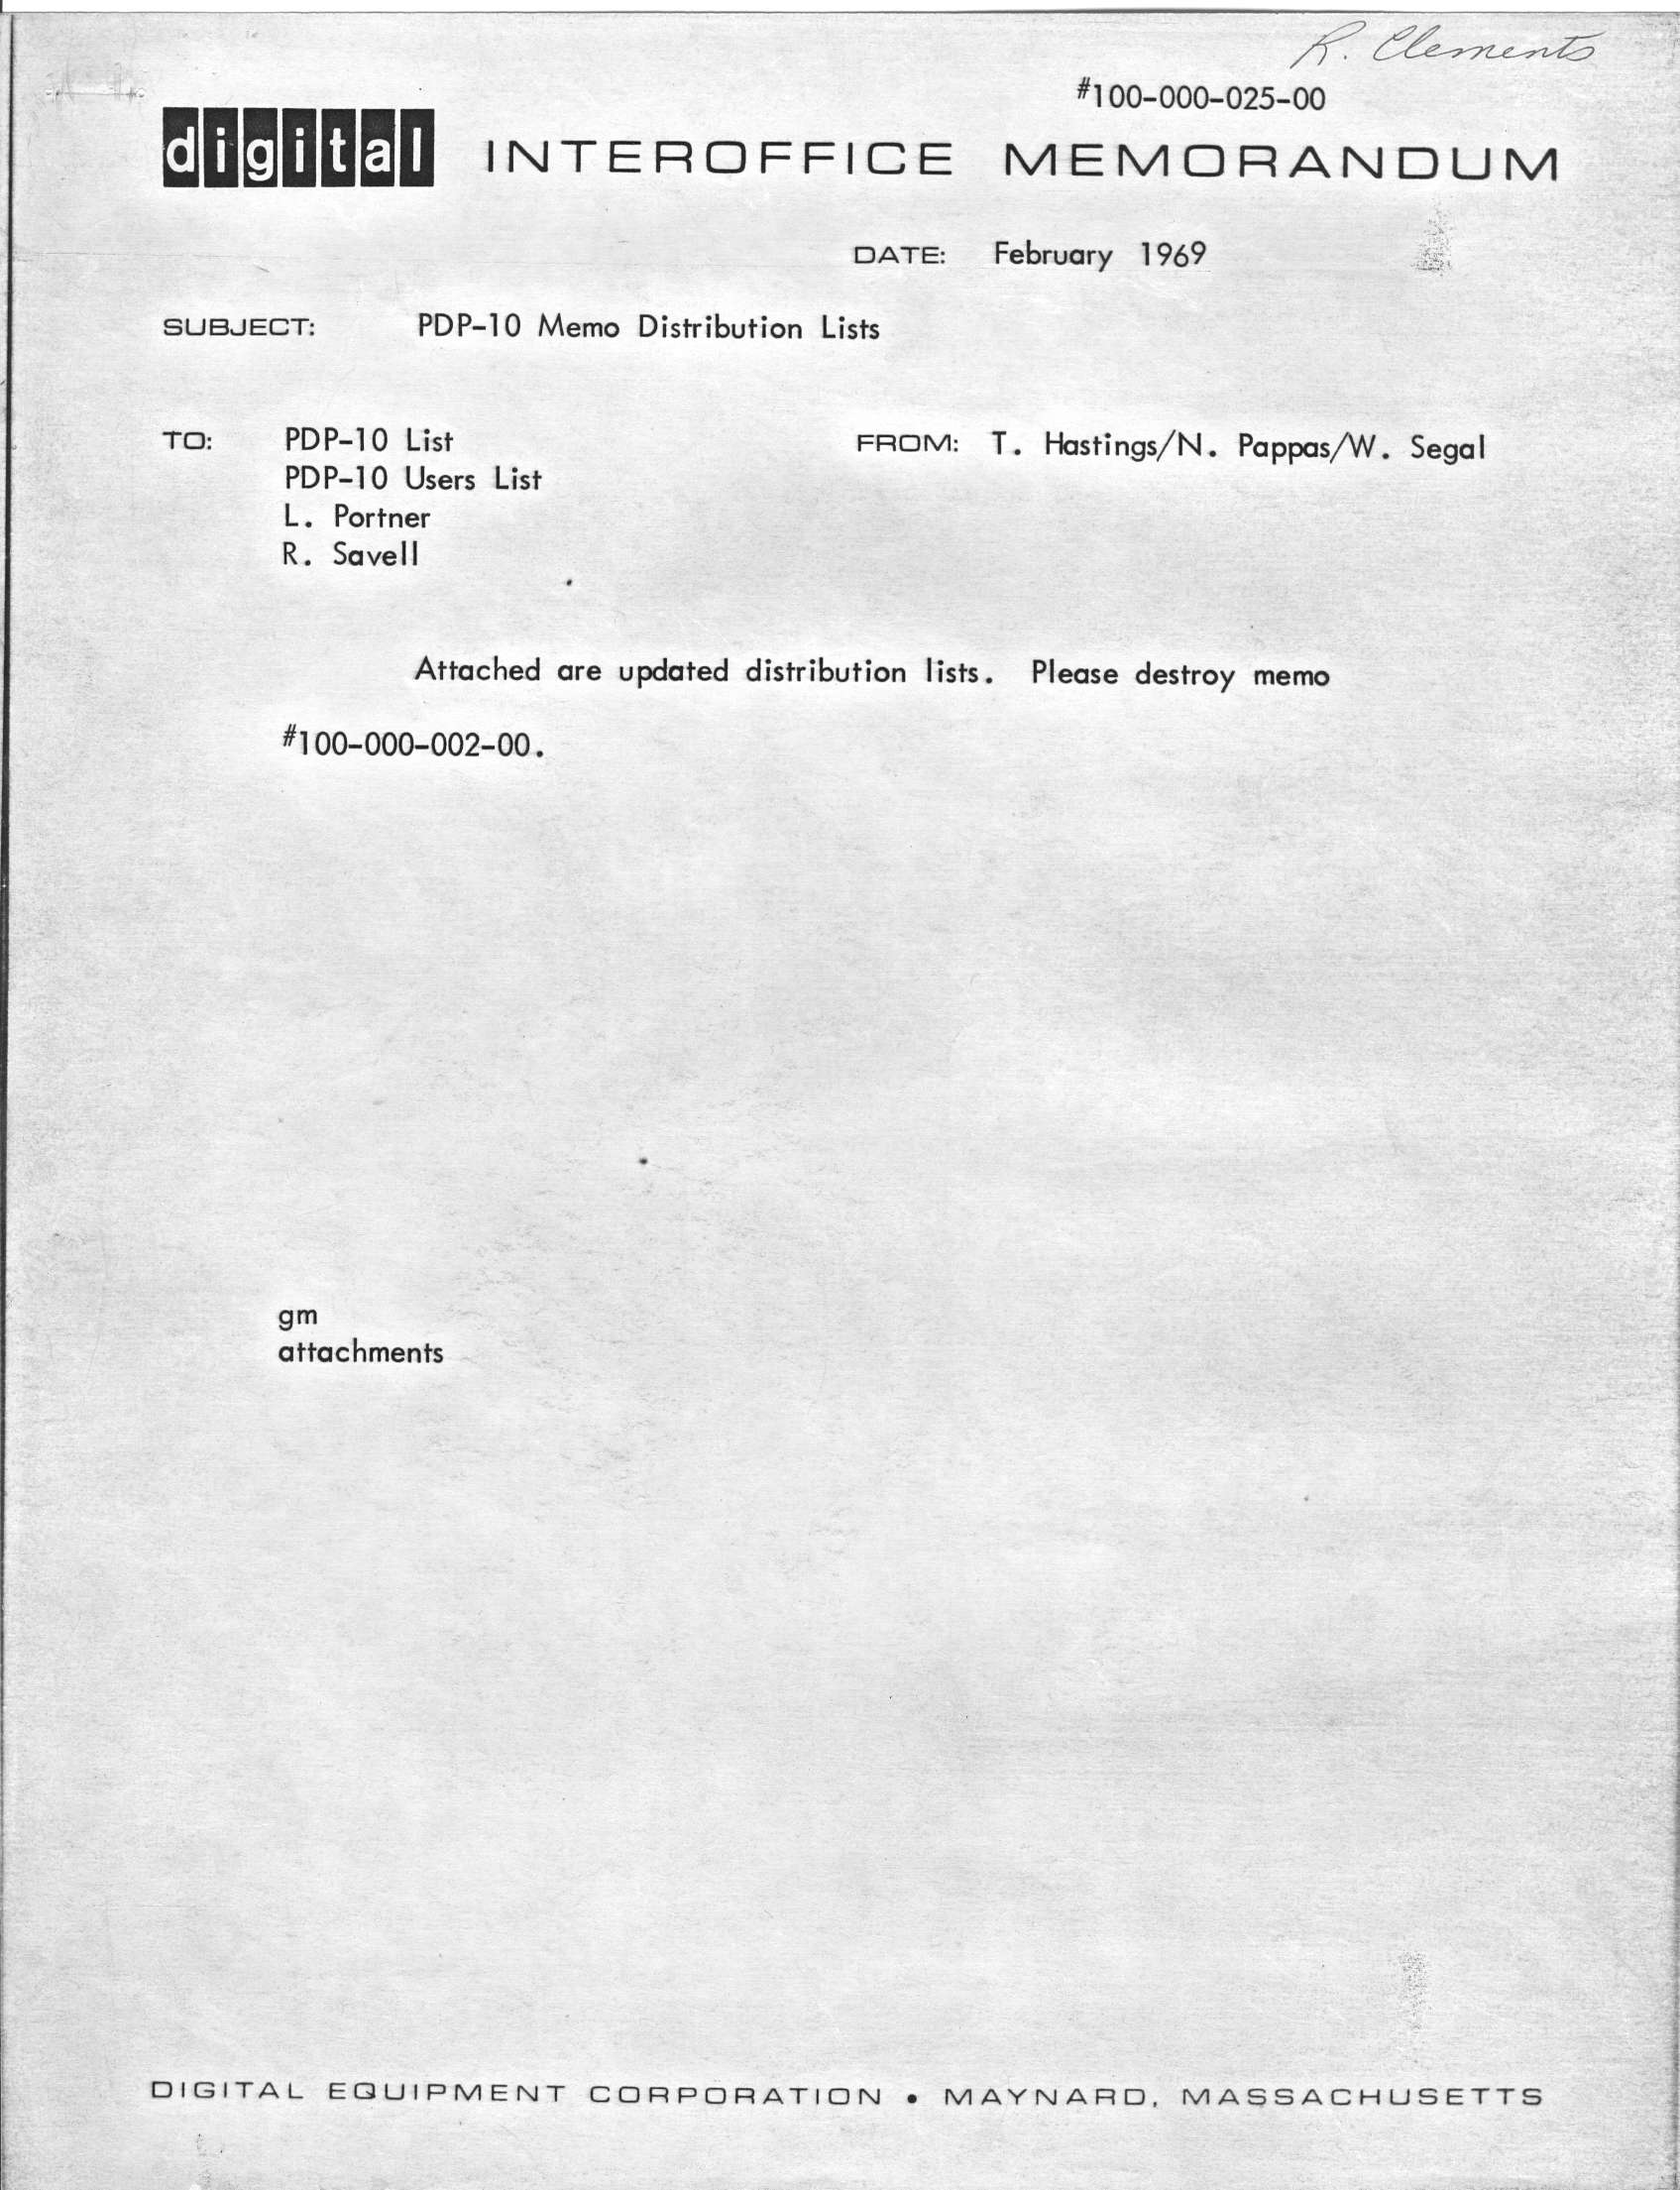 R. Clements
#100-000-025-00
digital INTEROFFICE MEMORANDUM
DATE: February 1969
SUBJECT: PDP-10 Memo Distribution Lists
TO: PDP-10 List FROM: T. Hastings/N. Pappas/W. Segal
PDP-10 Users List
L. Portner
R. Savell
Attached are updated distribution lists. Please destroy memo
#100-000-002-00.
gm
attachments
DIGITAL EQUIPMENT CORPORATION • MAYNARD, MASSACHUSETTS